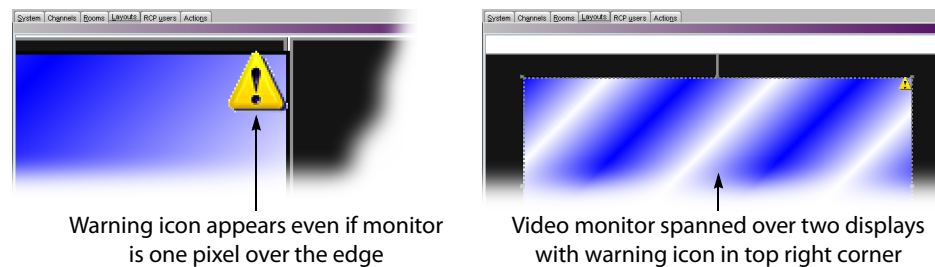 System Channels Rooms Layouts RCP users Actions
System Channels Rooms Layouts RCP users Actions
Warning icon appears even if monitor
is one pixel over the edge
Video monitor spanned over two displays
with warning icon in top right corner